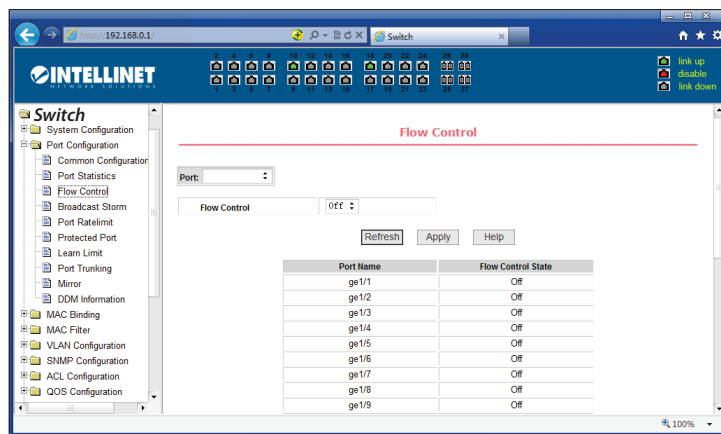 http://192.168.0.1/
Switch
2 4 6 8 10 12 14 16 18 20 22 24 26 28
1 3 5 7 9 11 13 15 17 19 21 23 25 27
link up
disable
link down
INTELLINET
NETWORK SOLUTIONS
Switch
System Configuration
Port Configuration
Common Configuration
Port Statistics
Flow Control
Broadcast Storm
Port Ratelimit
Protected Port
Learn Limit
Port Trunking
Mirror
DDM Information
MAC Binding
MAC Filter
VLAN Configuration
SNMP Configuration
ACL Configuration
QOS Configuration
Flow Control
Port:
Flow Control Off
Refresh Apply Help
Port Name Flow Control State
ge1/1 Off
ge1/2 Off
ge1/3 Off
ge1/4 Off
ge1/5 Off
ge1/6 Off
ge1/7 Off
ge1/8 Off
ge1/9 Off
100%